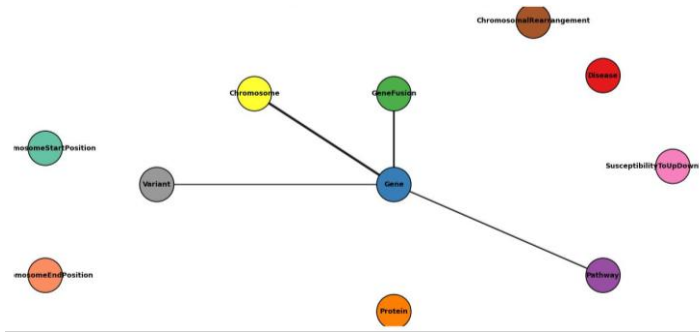 ChromosomalRearrangement
Disease
Chromosome
GeneFusion
mosomeStartPosition
SusceptibilityToUpDown
Variant
Gene
mosomeEndPosition
Pathway
Protein